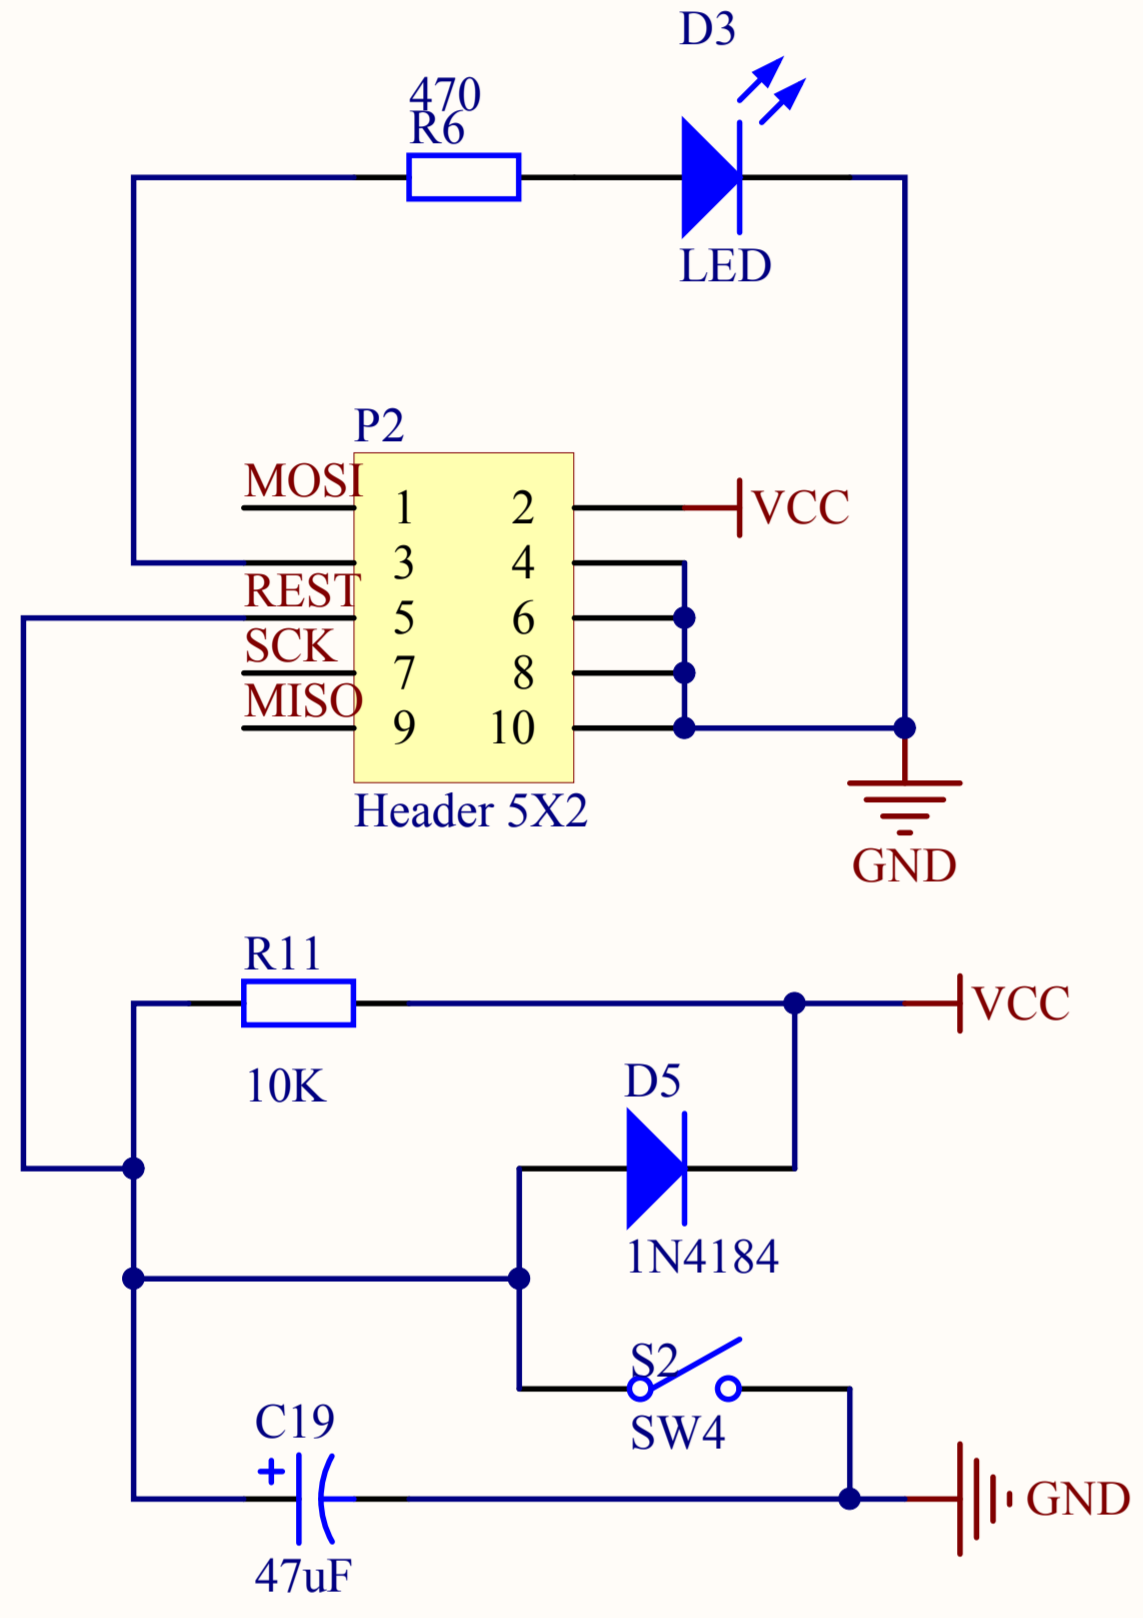 D3
470
R6
LED
P2
MOSI
1 2
VCC
3 4
REST
5 6
SCK
7 8
MISO
9 10
Header 5X2
GND
R11
VCC
10K
D5
1N4184
S2
SW4
C19
+
GND
47uF